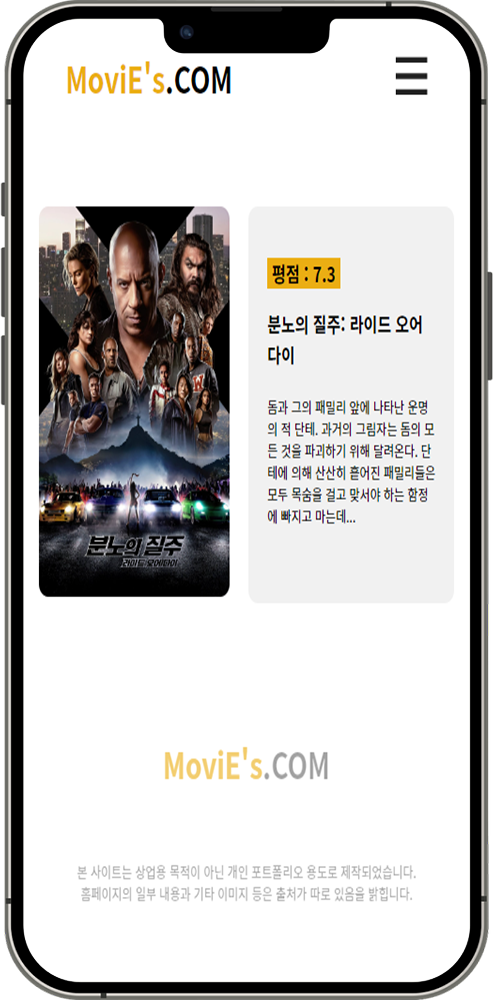 MoviE's.COM
분노의 질주
라이드 오어 다이
평점 : 7.3
분노의 질주: 라이드 오어
다이
돔과 그의 패밀리 앞에 나타난 운명
의 적 단테. 과거의 그림자는 돔의 모
든 것을 파괴하기 위해 달려온다. 단
테에 의해 산산히 흩어진 패밀리들은
모두 목숨을 걸고 맞서야 하는 함정
에 빠지고 마는데...
MoviE's.COM
본 사이트는 상업용 목적이 아닌 개인 포트폴리오 용도로 제작되었습니다.
홈페이지의 일부 내용과 기타 이미지 등은 출처가 따로 있음을 밝힙니다.